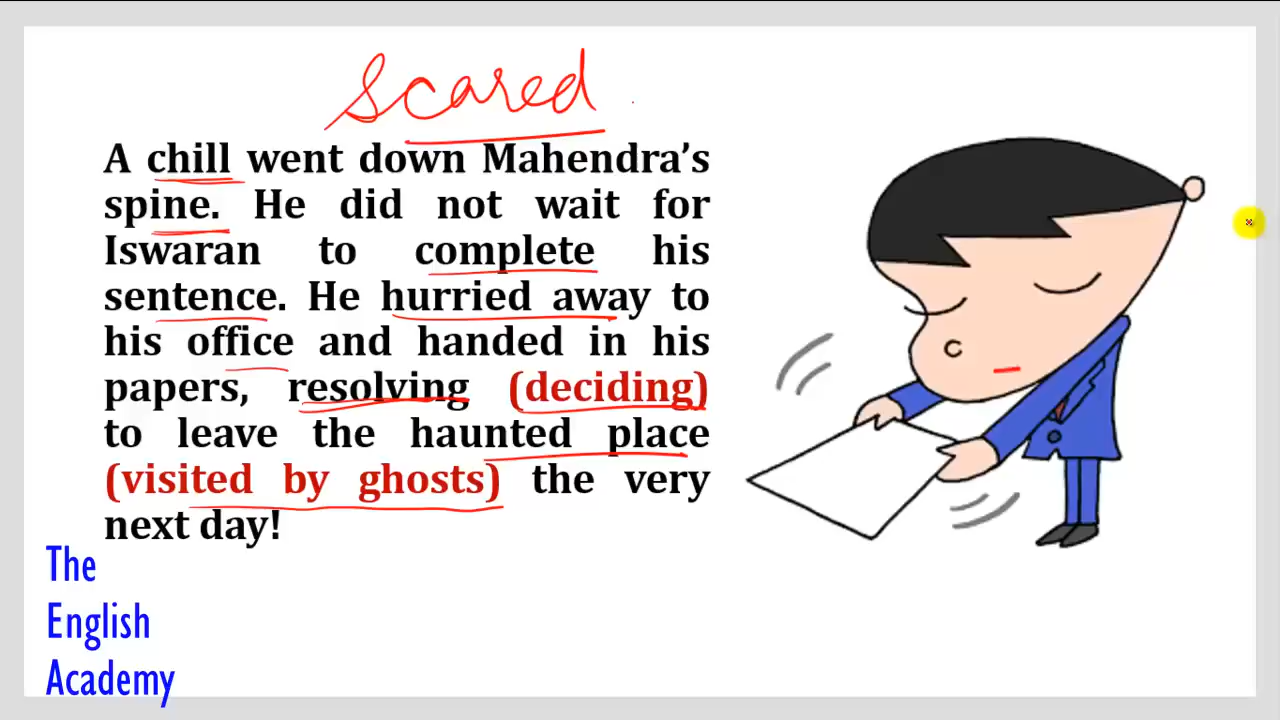 Scared
A chill went down Mahendra’s
spine. He did not wait for
Iswaran to complete his
sentence. He hurried away to
his office and handed in his
papers, resolving (deciding)
to leave the haunted place
(visited by ghosts) the very
next day!
The
English
Academy